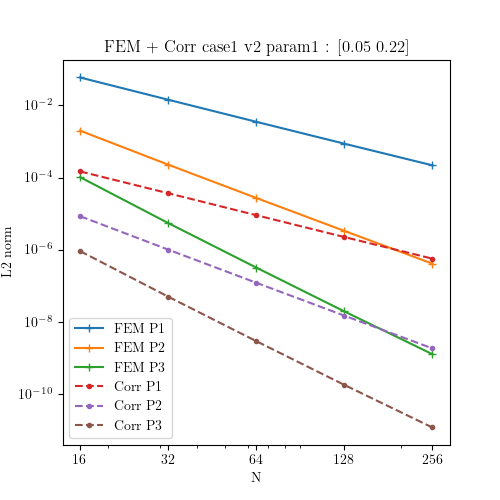 FEM + Corr case1 v2 param1 : [0.05 0.22]
L2 norm
10⁻²
10⁻⁴
10⁻⁶
10⁻⁸
10⁻¹⁰
FEM P1
FEM P2
FEM P3
Corr P1
Corr P2
Corr P3
16 32 64 128 256
N